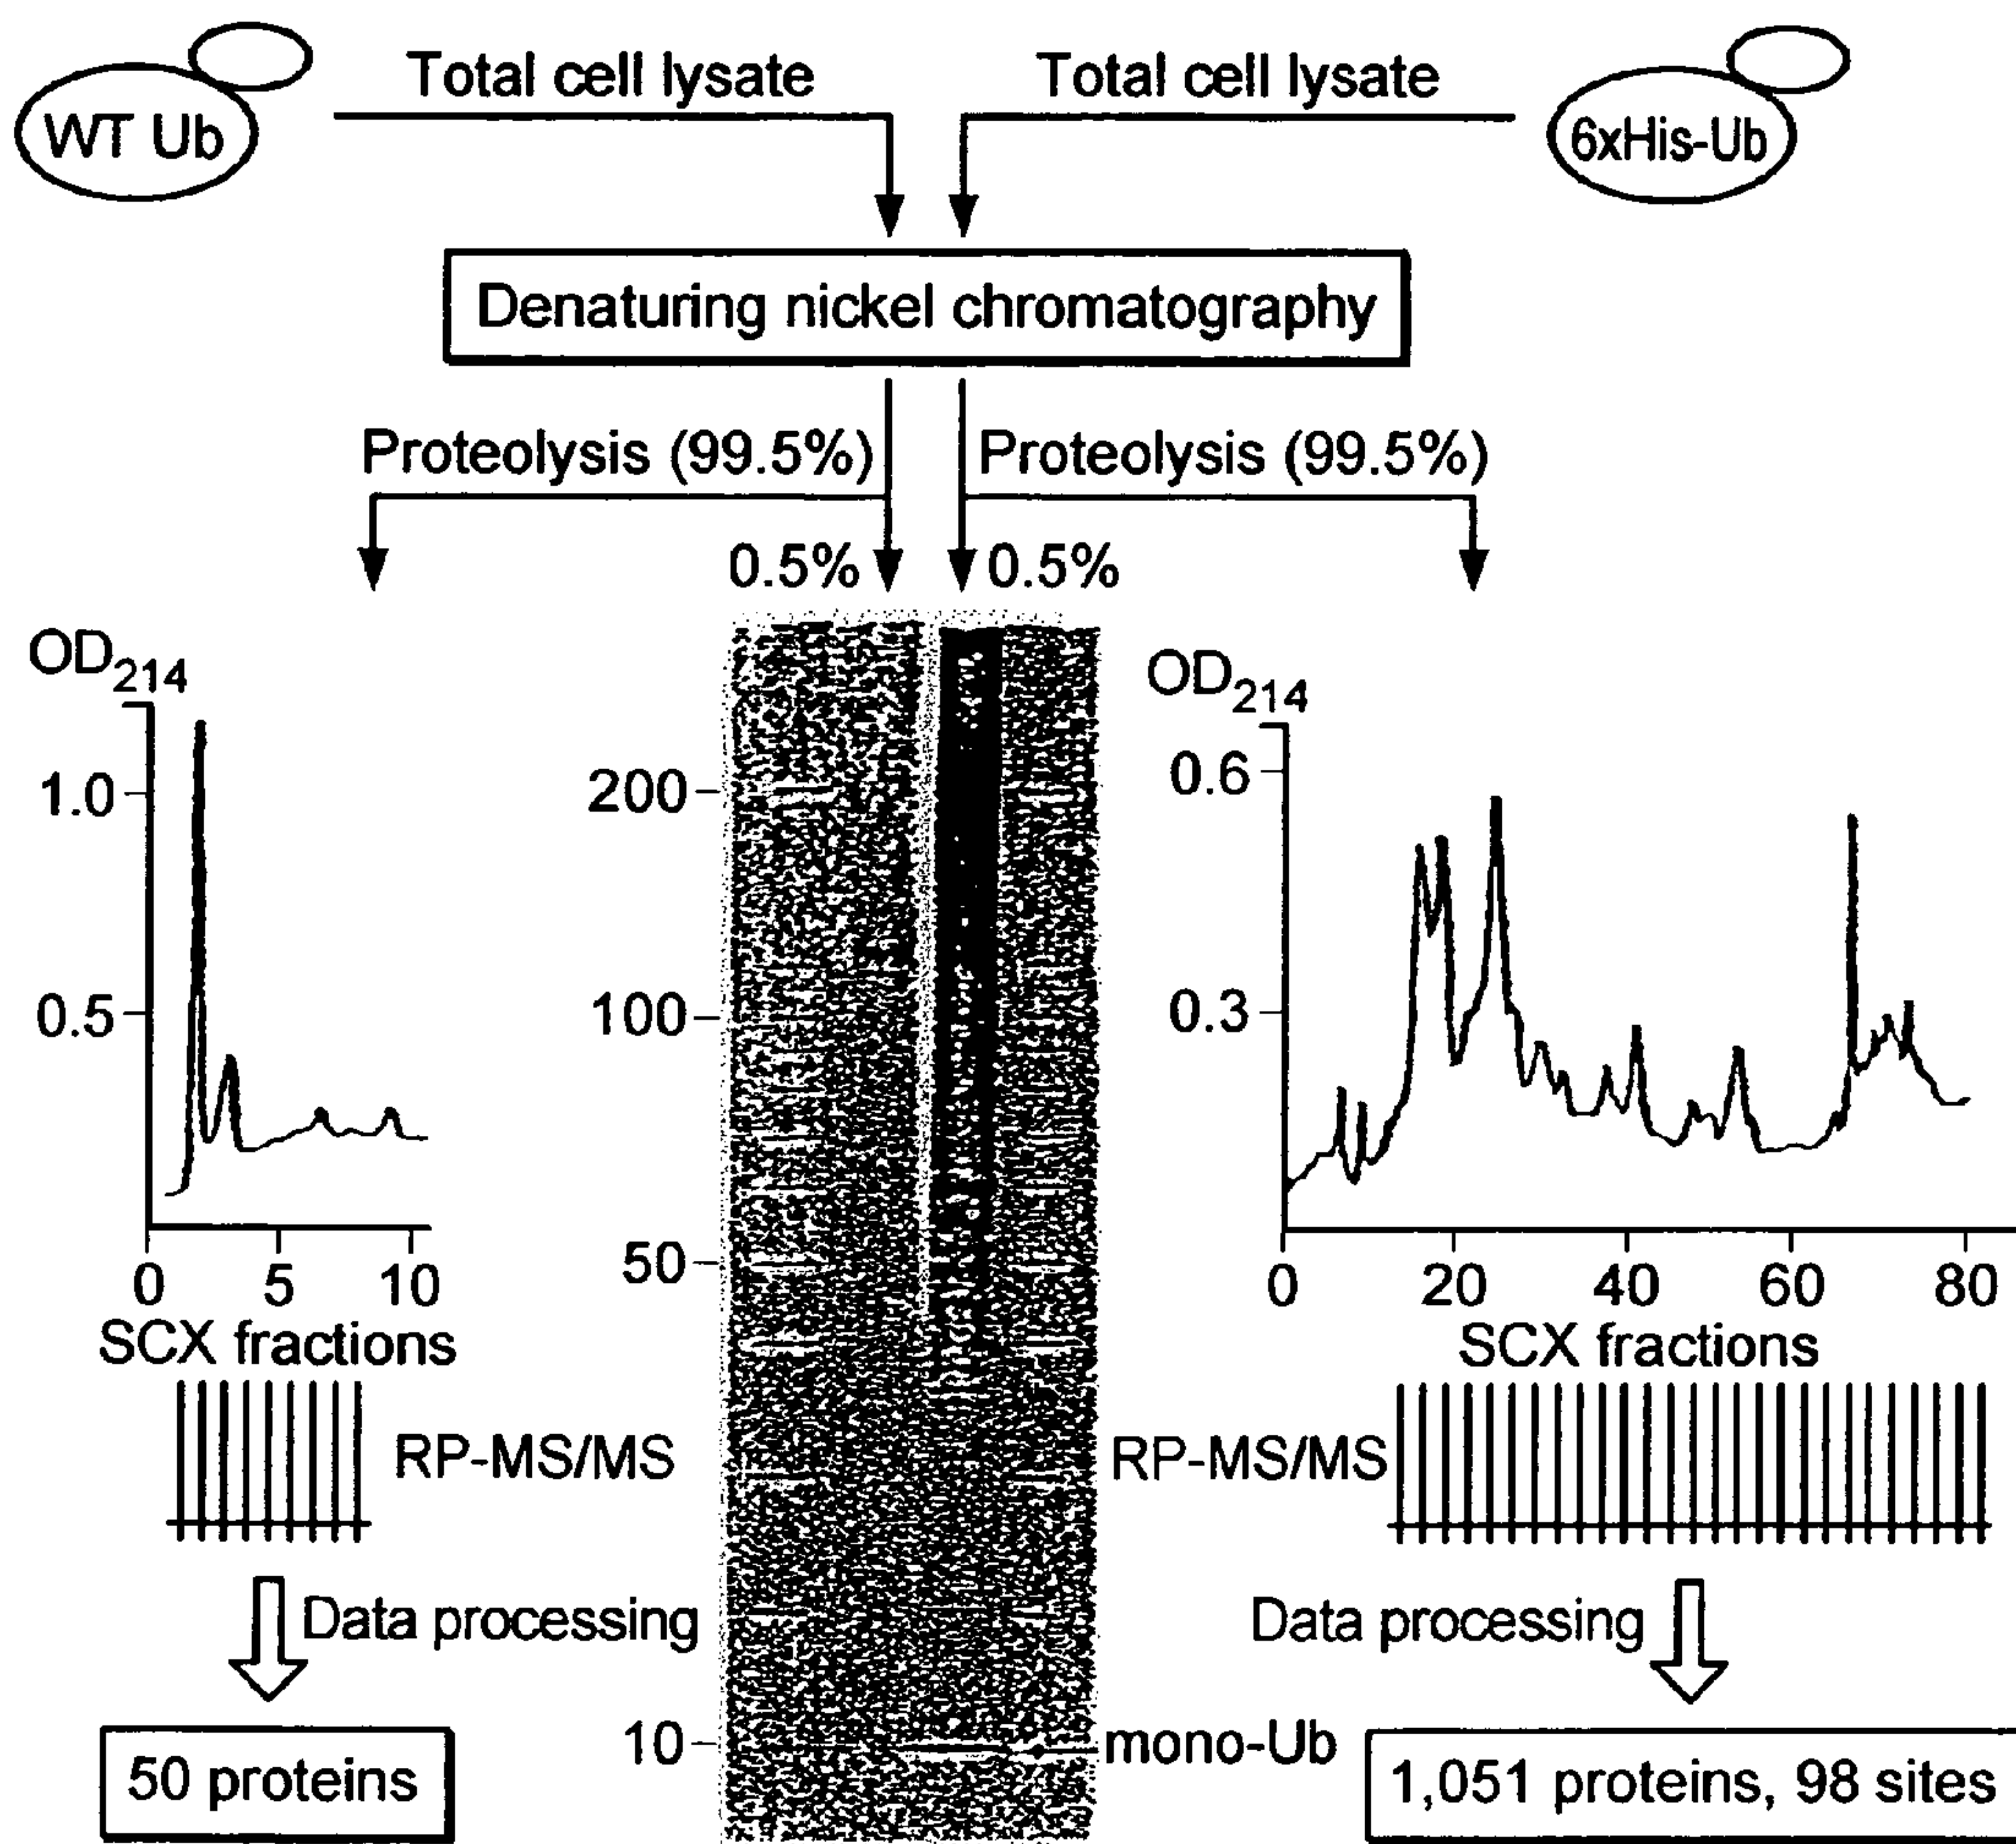 Total cell lysate
Total cell lysate
WT Ub
6xHis-Ub
Denaturing nickel chromatography
Proteolysis (99.5%)
Proteolysis (99.5%)
0.5%
0.5%
OD214
1.0
0.5
0 5 10
SCX fractions
RP-MS/MS
Data processing
50 proteins
200
100
50
10
mono-Ub
OD214
0.6
0.3
0 20 40 60 80
SCX fractions
RP-MS/MS
Data processing
1,051 proteins, 98 sites